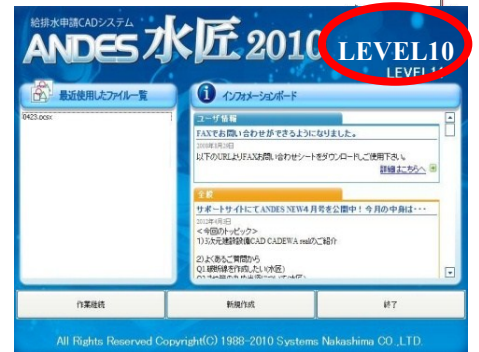 給排水申請CADシステム
ANDES 水匠 2010
LEVEL10
最近使用したファイル一覧
インフォメーションボード
0423.ocsx
ユーザ情報
FAXでお問い合わせができるようになりました。
以下のURLよりFAXお問い合わせシートをダウンロードしご使用下さい。
詳細はこちらへ
全般
サポートサイトにてANDES NEW4月号を公開中！今月の中身は・・・
2012年4月2日
<今回のトピック>
1)3次元建築設備CAD CADEWA realのご紹介
2)よくあるご質問から
Q1.破断線を作成したい(水匠)
作業継続
新規作成
終了
All Rights Reserved Copyright(C) 1988-2010 Systems Nakashima CO.,LTD.